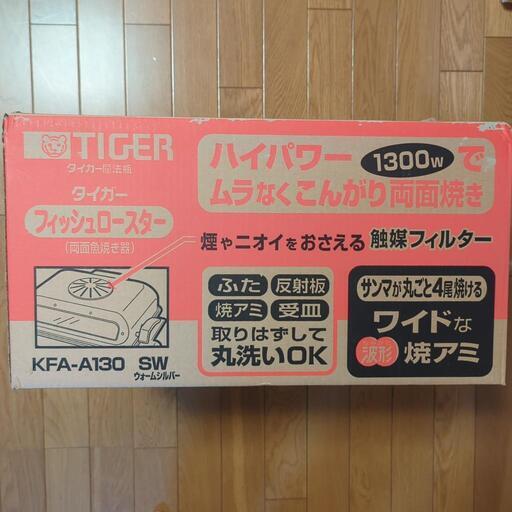 TIGER
タイガー魔法瓶
タイガー
フィッシュロースター
(両面魚焼き器)
ハイパワー 1300Wで
ムラなくこんがり両面焼き
煙やニオイをおさえる 触媒フィルター
KFA-A130 SW
ウォームシルバー
ふた 反射板
焼アミ 受皿
取りはずして
丸洗いOK
サンマが丸ごと4尾焼ける
ワイドな
波形 焼アミ